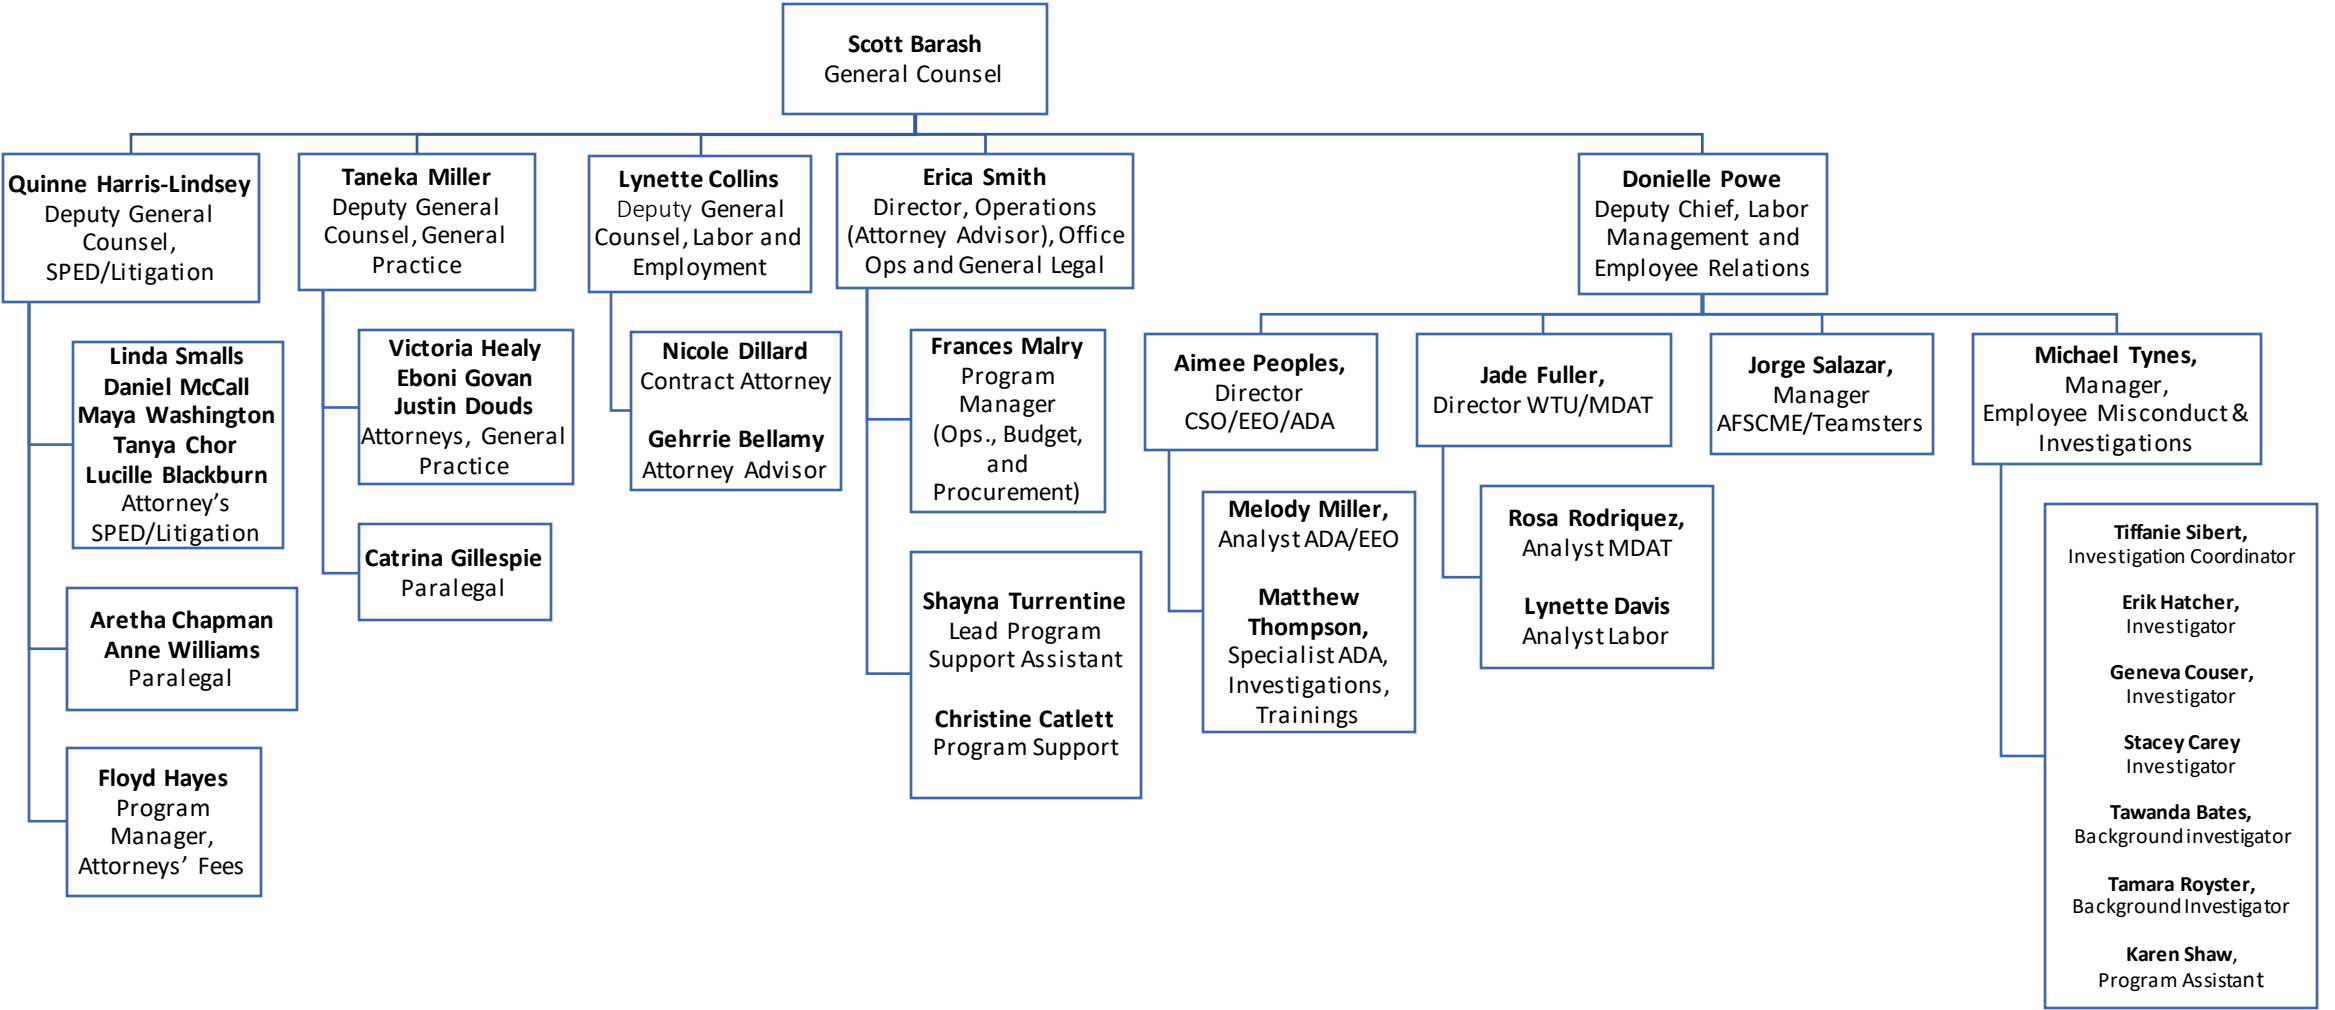 Scott Barash
General Counsel
Quinne Harris-Lindsey
Deputy General
Counsel,
SPED/Litigation
Linda Smalls
Daniel McCall
Maya Washington
Tanya Chor
Lucille Blackburn
Attorney’s
SPED/Litigation
Aretha Chapman
Anne Williams
Paralegal
Floyd Hayes
Program
Manager,
Attorneys’ Fees
Taneka Miller
Deputy General
Counsel, General
Practice
Victoria Healy
Eboni Govan
Justin Douds
Attorneys, General
Practice
Catrina Gillespie
Paralegal
Lynette Collins
Deputy General
Counsel, Labor and
Employment
Nicole Dillard
Contract Attorney
Gehrrie Bellamy
Attorney Advisor
Erica Smith
Director, Operations
(Attorney Advisor), Office
Ops and General Legal
Frances Malry
Program
Manager
(Ops., Budget,
and
Procurement)
Shayna Turrentine
Lead Program
Support Assistant
Christine Catlett
Program Support
Donielle Powe
Deputy Chief, Labor
Management and
Employee Relations
Aimee Peoples,
Director
CSO/EEO/ADA
Melody Miller,
Analyst ADA/EEO
Matthew
Thompson,
Specialist ADA,
Investigations,
Trainings
Jade Fuller,
Director WTU/MDAT
Rosa Rodriquez,
Analyst MDAT
Lynette Davis
Analyst Labor
Jorge Salazar,
Manager
AFSCME/Teamsters
Michael Tynes,
Manager,
Employee Misconduct &
Investigations
Tiffanie Sibert,
Investigation Coordinator
Erik Hatcher,
Investigator
Geneva Couser,
Investigator
Stacey Carey
Investigator
Tawanda Bates,
Background investigator
Tamara Royster,
Background Investigator
Karen Shaw,
Program Assistant